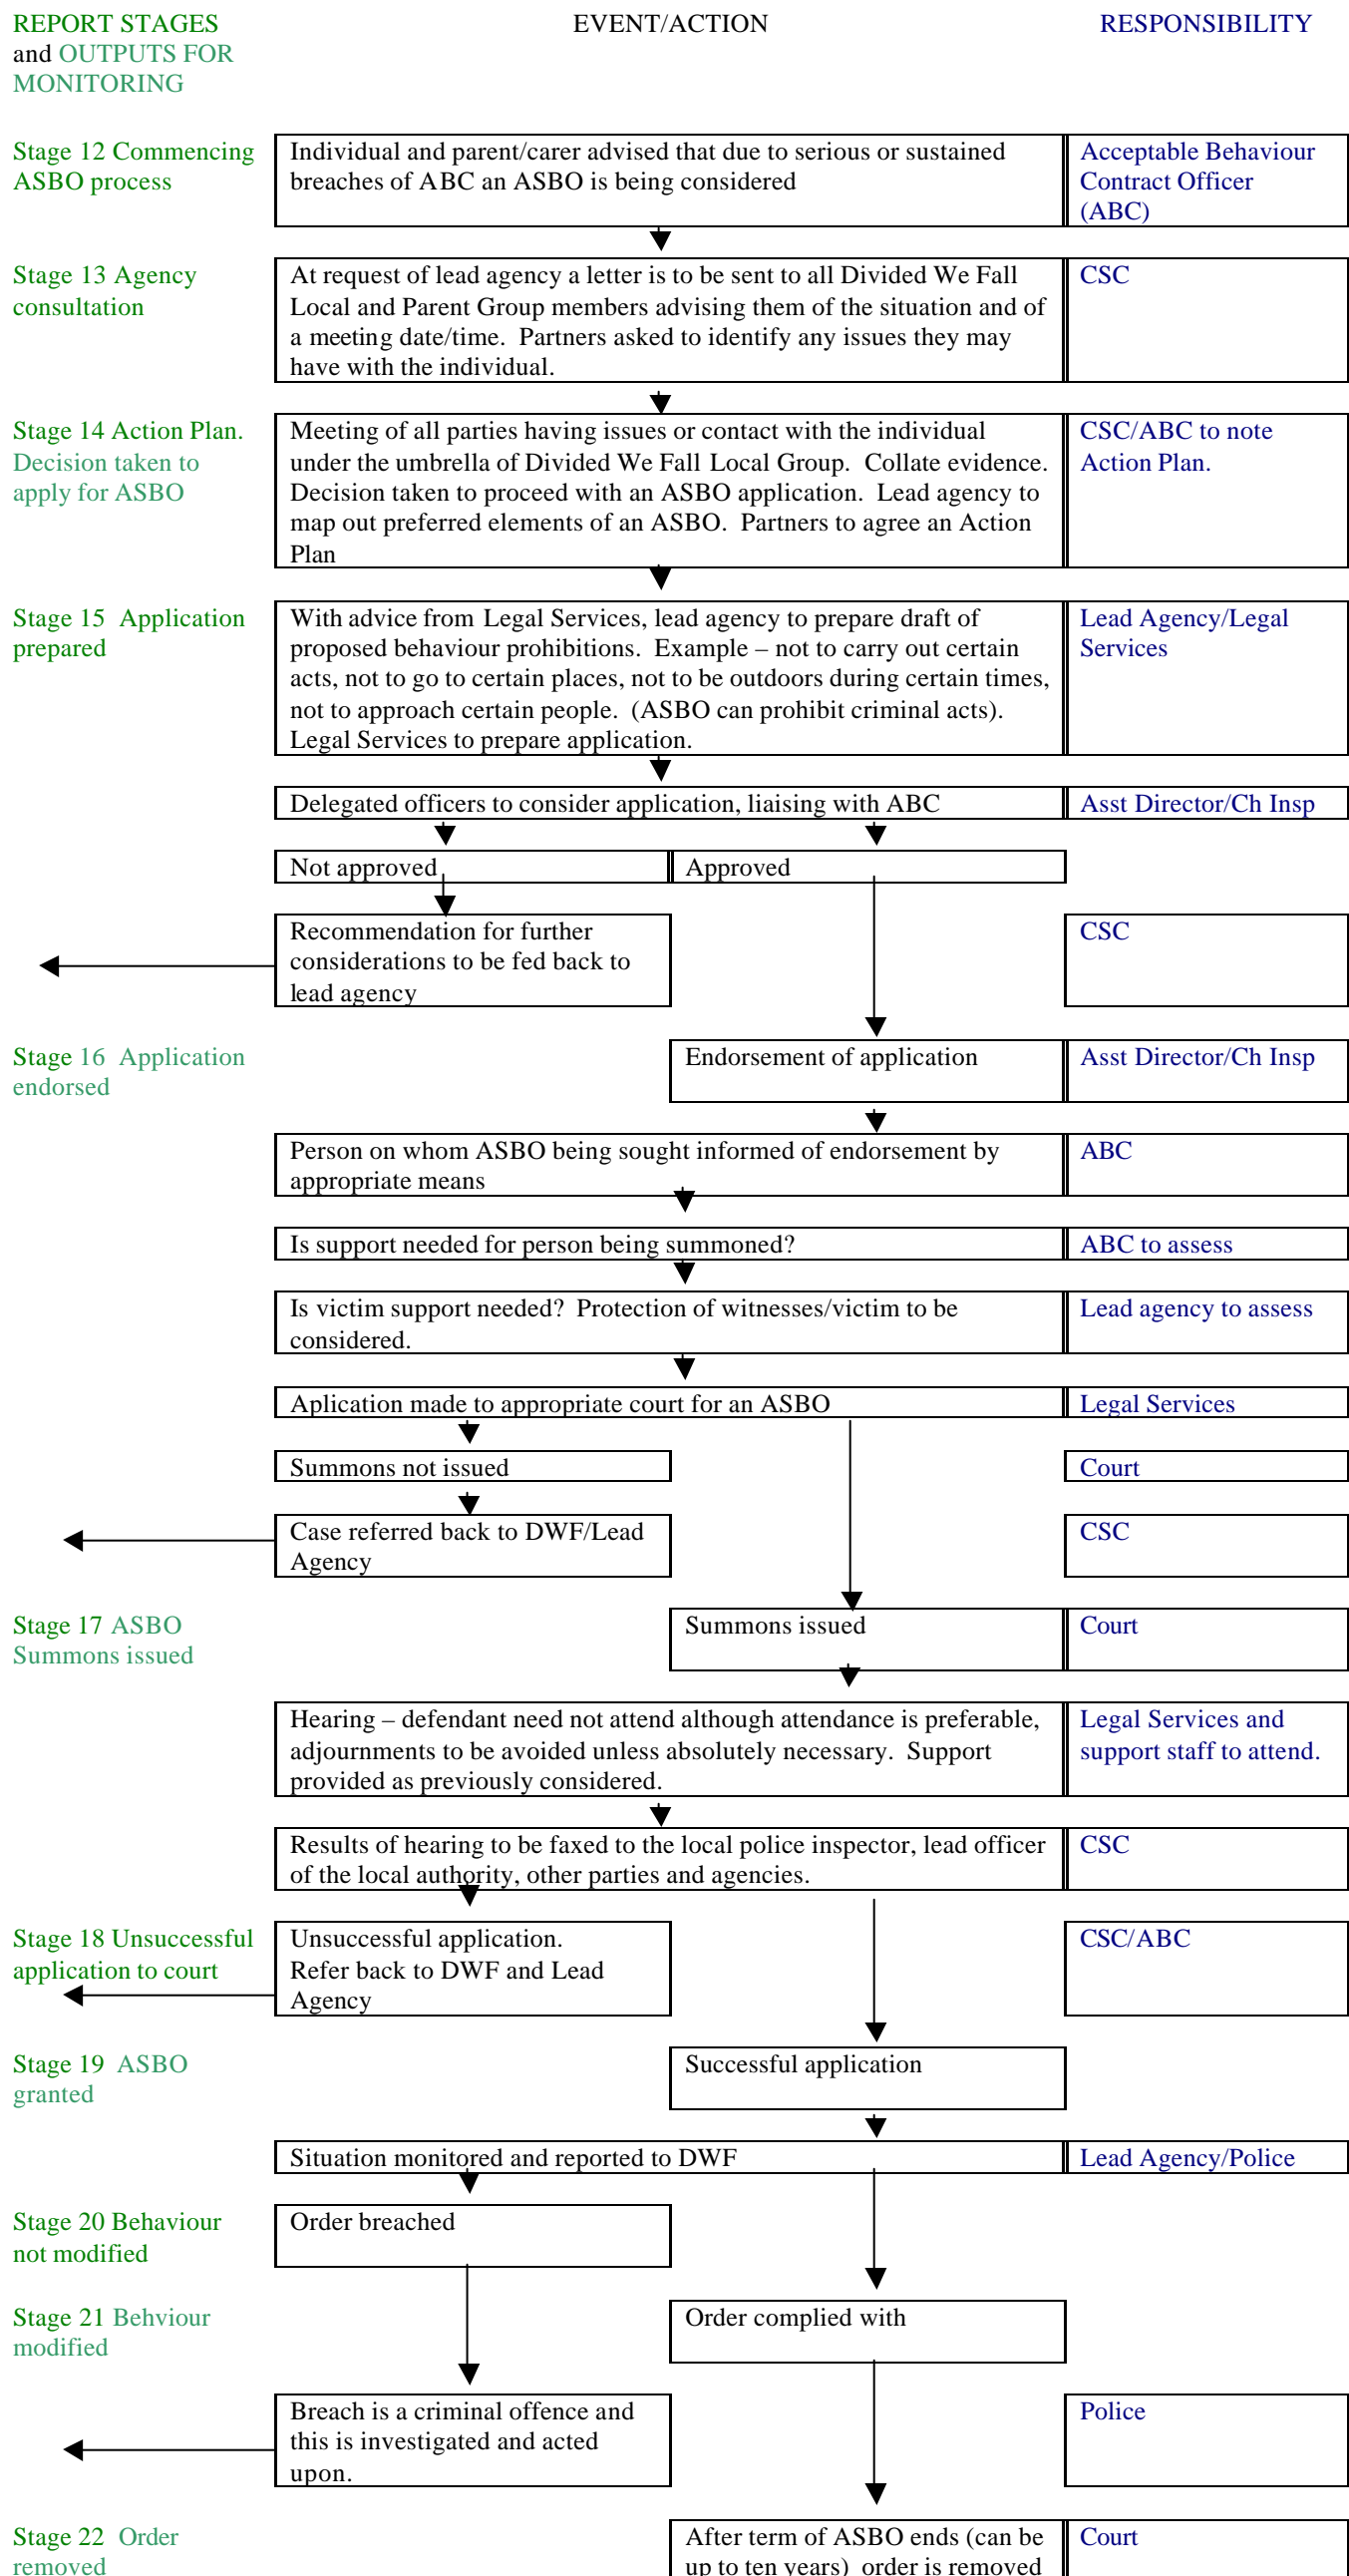 REPORT STAGES
and OUTPUTS FOR
MONITORING
EVENT/ACTION
RESPONSIBILITY
Stage 12 Commencing
ASBO process
Individual and parent/carer advised that due to serious or sustained
breaches of ABC an ASBO is being considered
Acceptable Behaviour
Contract Officer
(ABC)
Stage 13 Agency
consultation
At request of lead agency a letter is to be sent to all Divided We Fall
Local and Parent Group members advising them of the situation and of
a meeting date/time.  Partners asked to identify any issues they may
have with the individual.
CSC
Stage 14 Action Plan.
Decision taken to
apply for ASBO
Meeting of all parties having issues or contact with the individual
under the umbrella of Divided We Fall Local Group.  Collate evidence.
Decision taken to proceed with an ASBO application.  Lead agency to
map out preferred elements of an ASBO.  Partners to agree an Action
Plan
CSC/ABC to note
Action Plan.
Stage 15  Application
prepared
With advice from Legal Services, lead agency to prepare draft of
proposed behaviour prohibitions.  Example – not to carry out certain
acts, not to go to certain places, not to be outdoors during certain times,
not to approach certain people.  (ASBO can prohibit criminal acts).
Legal Services to prepare application.
Lead Agency/Legal
Services
Delegated officers to consider application, liaising with ABC
Asst Director/Ch Insp
Not approved
Approved
Recommendation for further
considerations to be fed back to
lead agency
CSC
Stage 16  Application
endorsed
Endorsement of application
Asst Director/Ch Insp
Person on whom ASBO being sought informed of endorsement by
appropriate means
ABC
Is support needed for person being summoned?
ABC to assess
Is victim support needed?  Protection of witnesses/victim to be
considered.
Lead agency to assess
Aplication made to appropriate court for an ASBO
Legal Services
Summons not issued
Court
Case referred back to DWF/Lead
Agency
CSC
Stage 17 ASBO
Summons issued
Summons issued
Court
Hearing – defendant need not attend although attendance is preferable,
adjournments to be avoided unless absolutely necessary.  Support
provided as previously considered.
Legal Services and
support staff to attend.
Results of hearing to be faxed to the local police inspector, lead officer
of the local authority, other parties and agencies.
CSC
Stage 18 Unsuccessful
application to court
Unsuccessful application.
Refer back to DWF and Lead
Agency
CSC/ABC
Stage 19  ASBO
granted
Successful application
Situation monitored and reported to DWF
Lead Agency/Police
Stage 20 Behaviour
not modified
Order breached
Stage 21 Behviour
modified
Order complied with
Breach is a criminal offence and
this is investigated and acted
upon.
Police
Stage 22  Order
removed
After term of ASBO ends (can be
up to ten years)  order is removed
Court